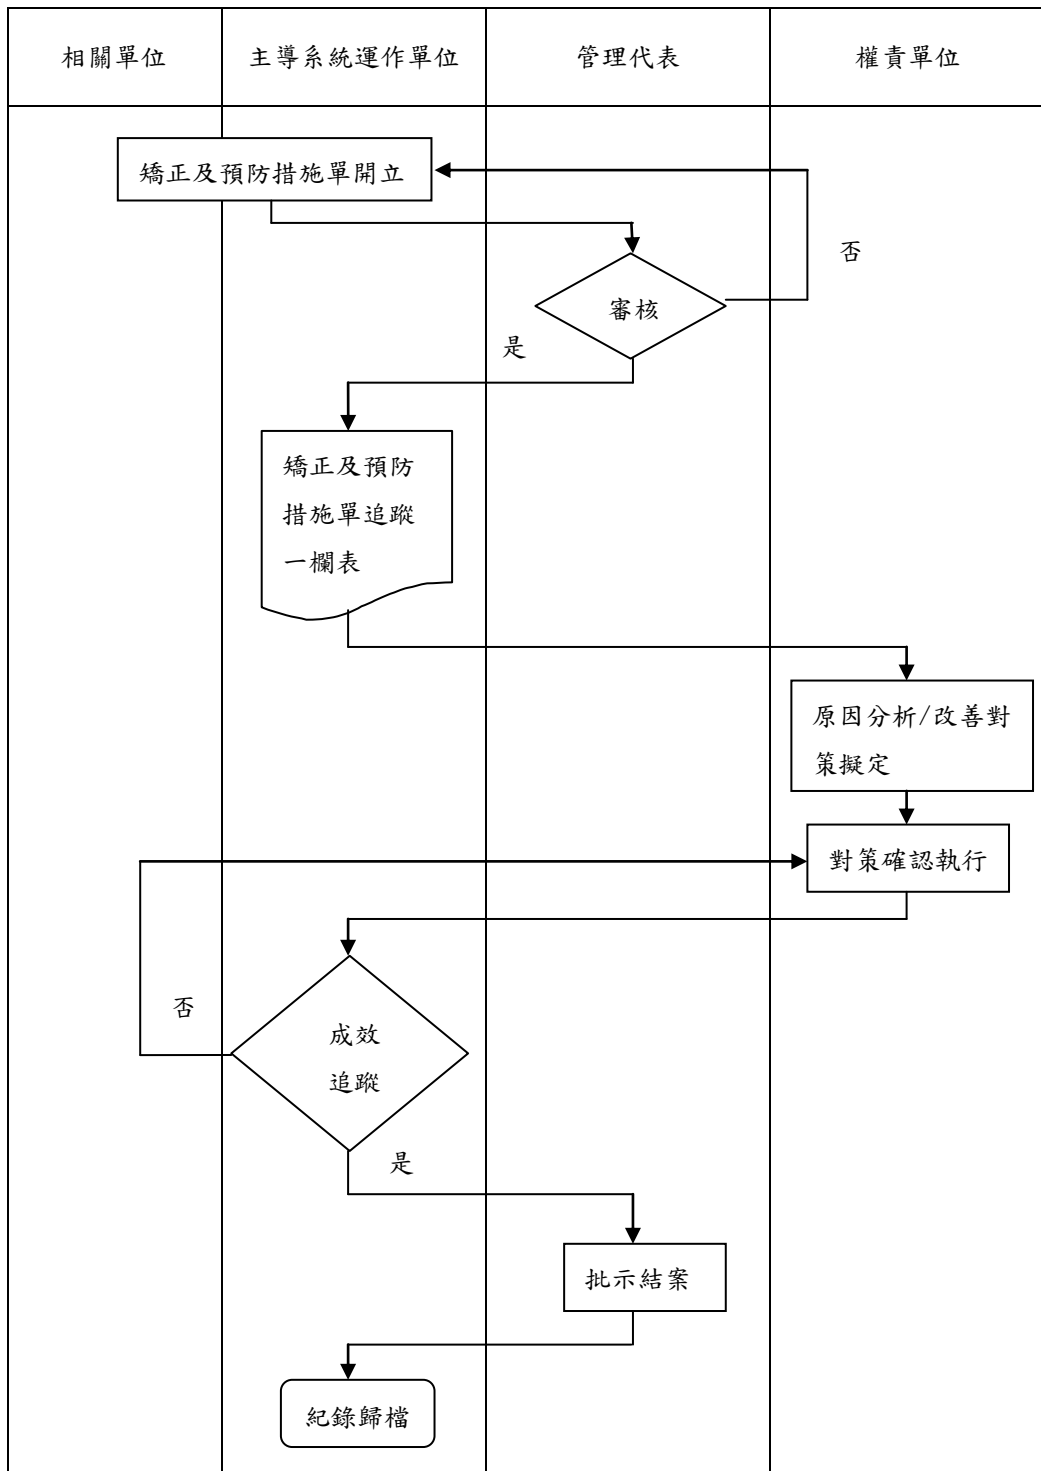 相關單位
主導系統運作單位
管理代表
權責單位
矯正及預防措施單開立
否
審核
是
矯正及預防
措施單追蹤
一欄表
原因分析/改善對
策擬定
對策確認執行
否
成效
追蹤
是
批示結案
紀錄歸檔